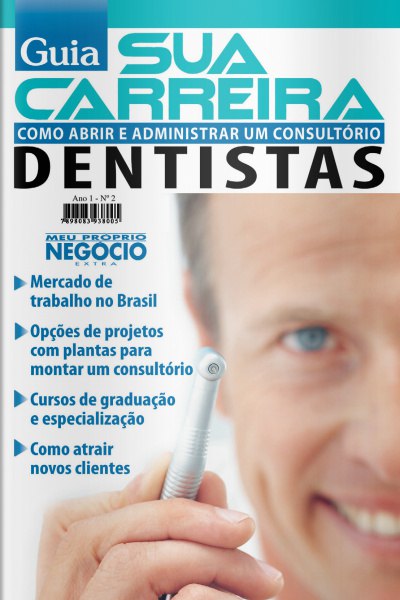 Guia
SUA
CARREIRA
COMO ABRIR E ADMINISTRAR UM CONSULTÓRIO
DENTISTAS
Ano 1 - Nº 2
7898083938005
MEU PRÓPRIO
NEGÓCIO
EXTRA
Mercado de
trabalho no Brasil
Opções de projetos
com plantas para
montar um consultório
Cursos de graduação
e especialização
Como atrair
novos clientes